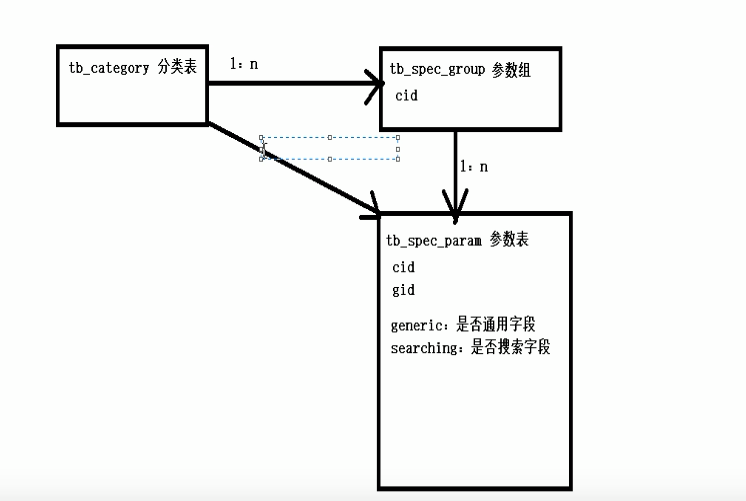 tb_category 分类表
1：n
tb_spec_group 参数组
cid
1：n
tb_spec_param 参数表
cid
gid
generic：是否通用字段
searching：是否搜索字段